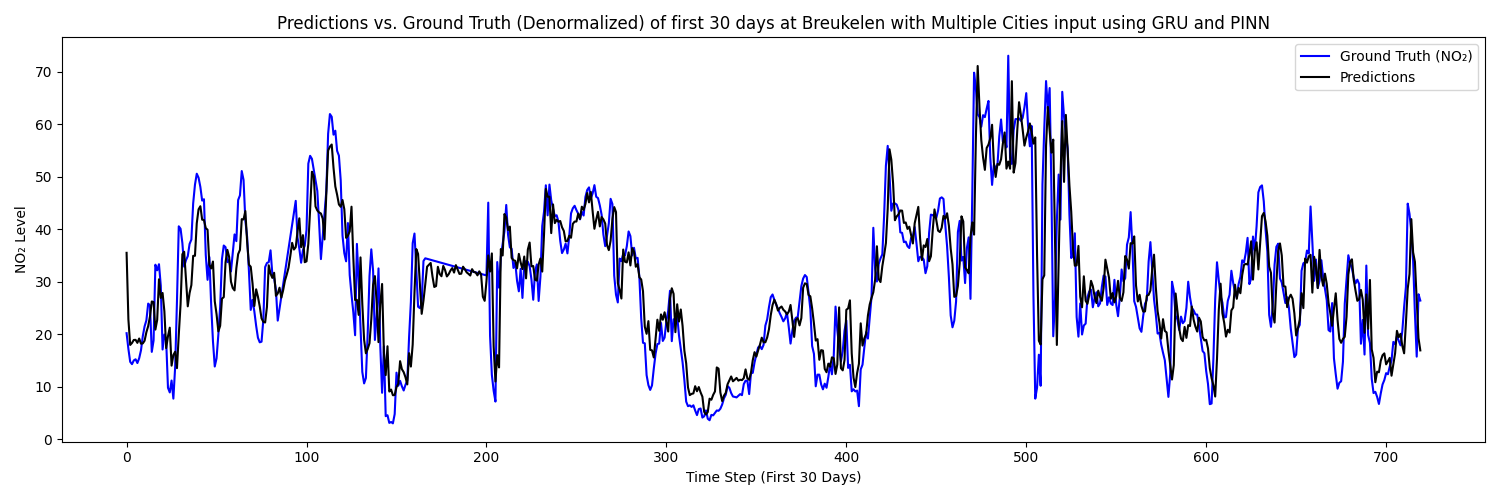 Predictions vs. Ground Truth (Denormalized) of first 30 days at Breukelen with Multiple Cities input using GRU and PINN
Ground Truth (NO₂)
Predictions
NO₂ Level
70
60
50
40
30
20
10
0
0 100 200 300 400 500 600 700
Time Step (First 30 Days)